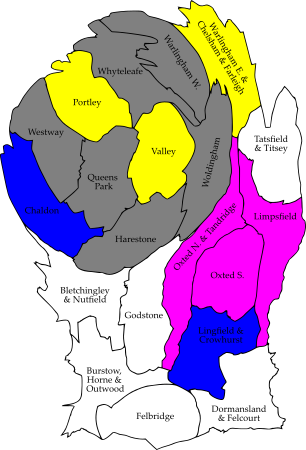 Warlingham E. &
Chelsham & Farleigh
Warlingham W.
Whyteleafe
Portley
Westway
Valley
Tatsfield
& Titsey
Woldingham
Queens
Park
Chaldon
Limpsfield
Harestone
Oxted N. & Tandridge
Oxted S.
Bletchingley
& Nutfield
Godstone
Lingfield &
Crowhurst
Burstow,
Horne &
Outwood
Dormansland
& Felcourt
Felbridge